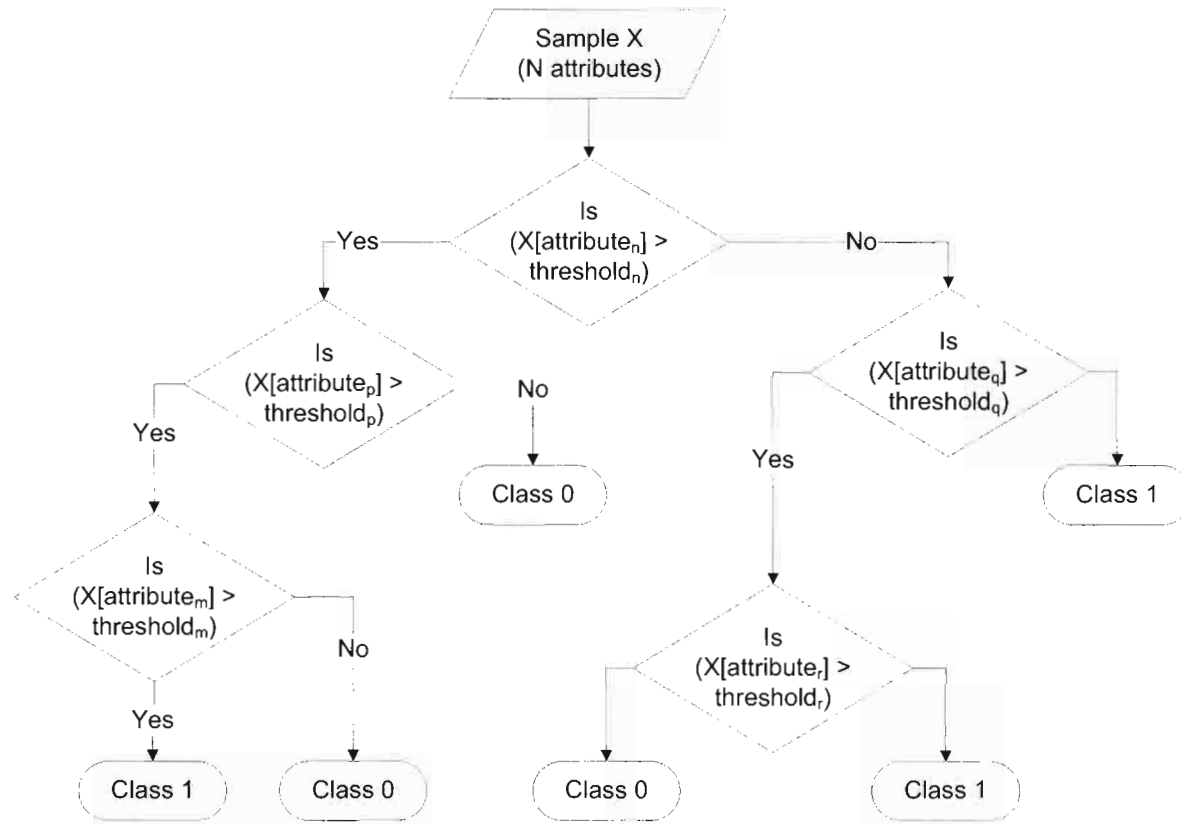 Sample X
(N attributes)
Is
(X[attributeₙ] >
thresholdₙ)
Yes
No
Is
(X[attributeₚ] >
thresholdₚ)
Is
(X[attribute_q] >
threshold_q)
No
Yes
Yes
Class 0
Class 1
Is
(X[attributeₘ] >
thresholdₘ)
No
Is
(X[attributeᵣ] >
thresholdᵣ)
Yes
Class 1
Class 0
Class 0
Class 1